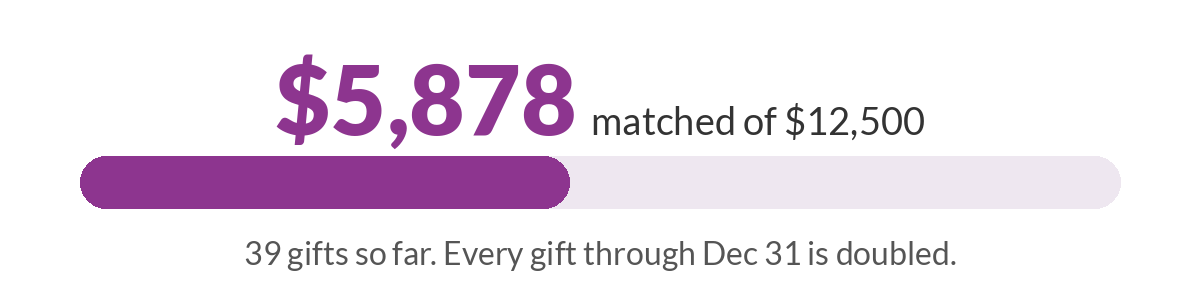 $5,878 matched of $12,500
39 gifts so far. Every gift through Dec 31 is doubled.